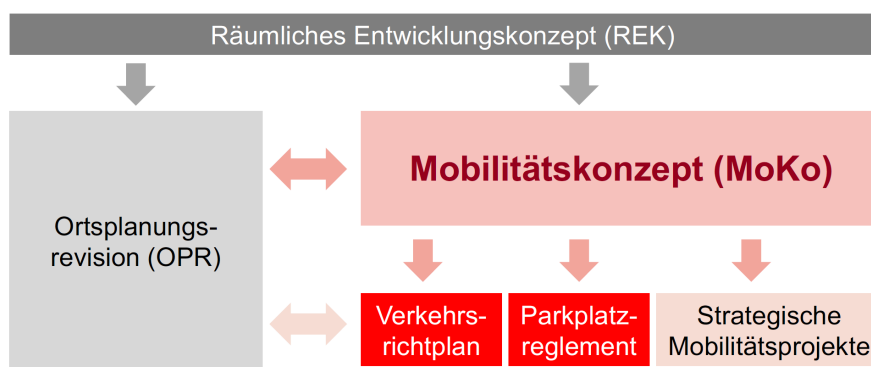 Räumliches Entwicklungskonzept (REK)
Ortsplanungs-
revision (OPR)
Mobilitätskonzept (MoKo)
Verkehrs-
richtplan
Parkplatz-
reglement
Strategische
Mobilitätsprojekte